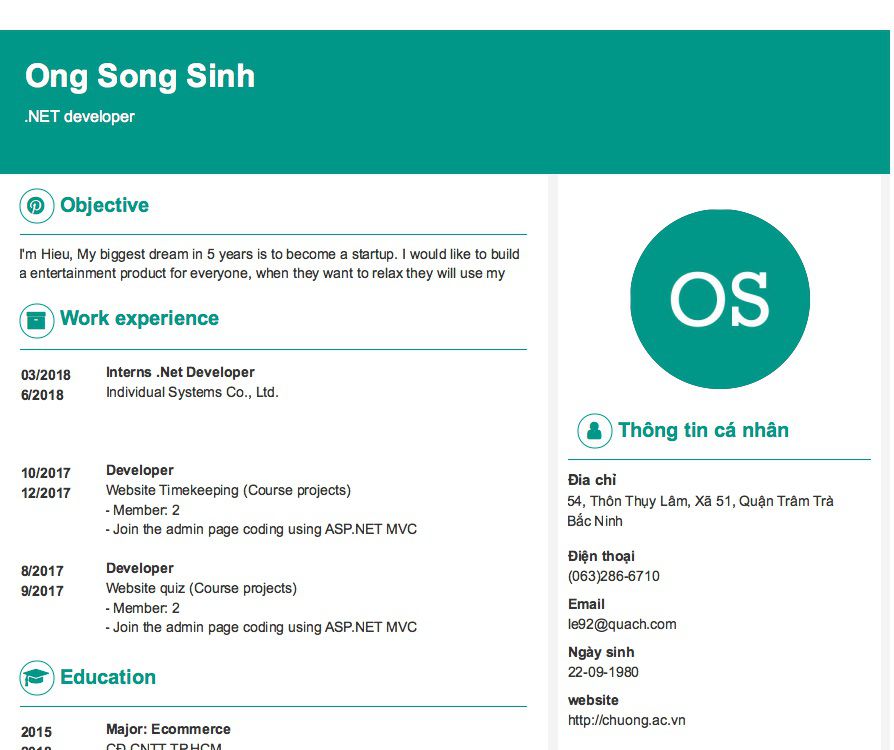 Ong Song Sinh
.NET developer
Objective
I'm Hieu, My biggest dream in 5 years is to become a startup. I would like to build
a entertainment product for everyone, when they want to relax they will use my
Work experience
03/2018
6/2018
Interns .Net Developer
Individual Systems Co., Ltd.
10/2017
12/2017
Developer
Website Timekeeping (Course projects)
- Member: 2
- Join the admin page coding using ASP.NET MVC
8/2017
9/2017
Developer
Website quiz (Course projects)
- Member: 2
- Join the admin page coding using ASP.NET MVC
Education
2015
2018
Major: Ecommerce
CĐ CNTT TP.HCM
OS
Thông tin cá nhân
Đia chỉ
54, Thôn Thụy Lâm, Xã 51, Quận Trâm Trà
Bắc Ninh
Điện thoại
(063)286-6710
Email
le92@quach.com
Ngày sinh
22-09-1980
website
http://chuong.ac.vn